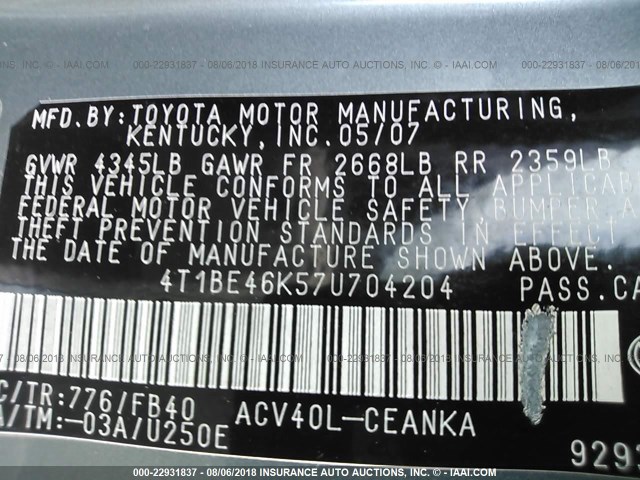 000-22931837 - 08/06/2018 - INSURANCE AUTO AUCTIONS, INC. - IAAI.COM
MFD.BY:TOYOTA MOTOR MANUFACTURING,
KENTUCKY, INC.05/07
GVWR 4345LB GAWR FR 2668LB RR 2359LB
THIS VEHICLE CONFORMS TO ALL APPLICAB
FEDERAL MOTOR VEHICLE SAFETY,BUMPER,A
THEFT PREVENTION STANDARDS IN EFFECT
THE DATE OF MANUFACTURE SHOWN ABOVE.
4T1BE46K57U704204 PASS.CA
C/TR:776/FB40
ACV40L-CEANKA
A/TM:-03A/U250E
9293
000-22931837 - 08/06/2018 - INSURANCE AUTO AUCTIONS, INC. - IAAI.COM